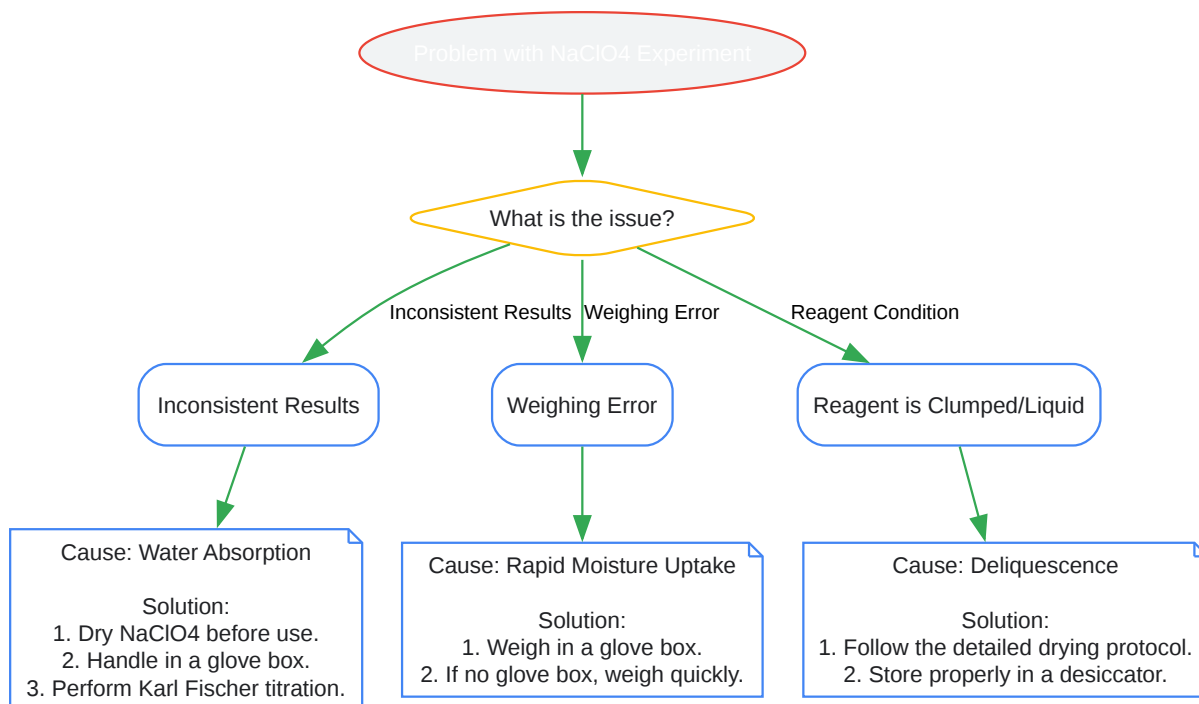 Problem with NaClO4 Experiment
What is the issue?
Inconsistent Results
Weighing Error
Reagent Condition
Inconsistent Results
Weighing Error
Reagent is Clumped/Liquid
Cause: Water Absorption
Solution:
1. Dry NaClO4 before use.
2. Handle in a glove box.
3. Perform Karl Fischer titration.
Cause: Rapid Moisture Uptake
Solution:
1. Weigh in a glove box.
2. If no glove box, weigh quickly.
Cause: Deliquescence
Solution:
1. Follow the detailed drying protocol.
2. Store properly in a desiccator.